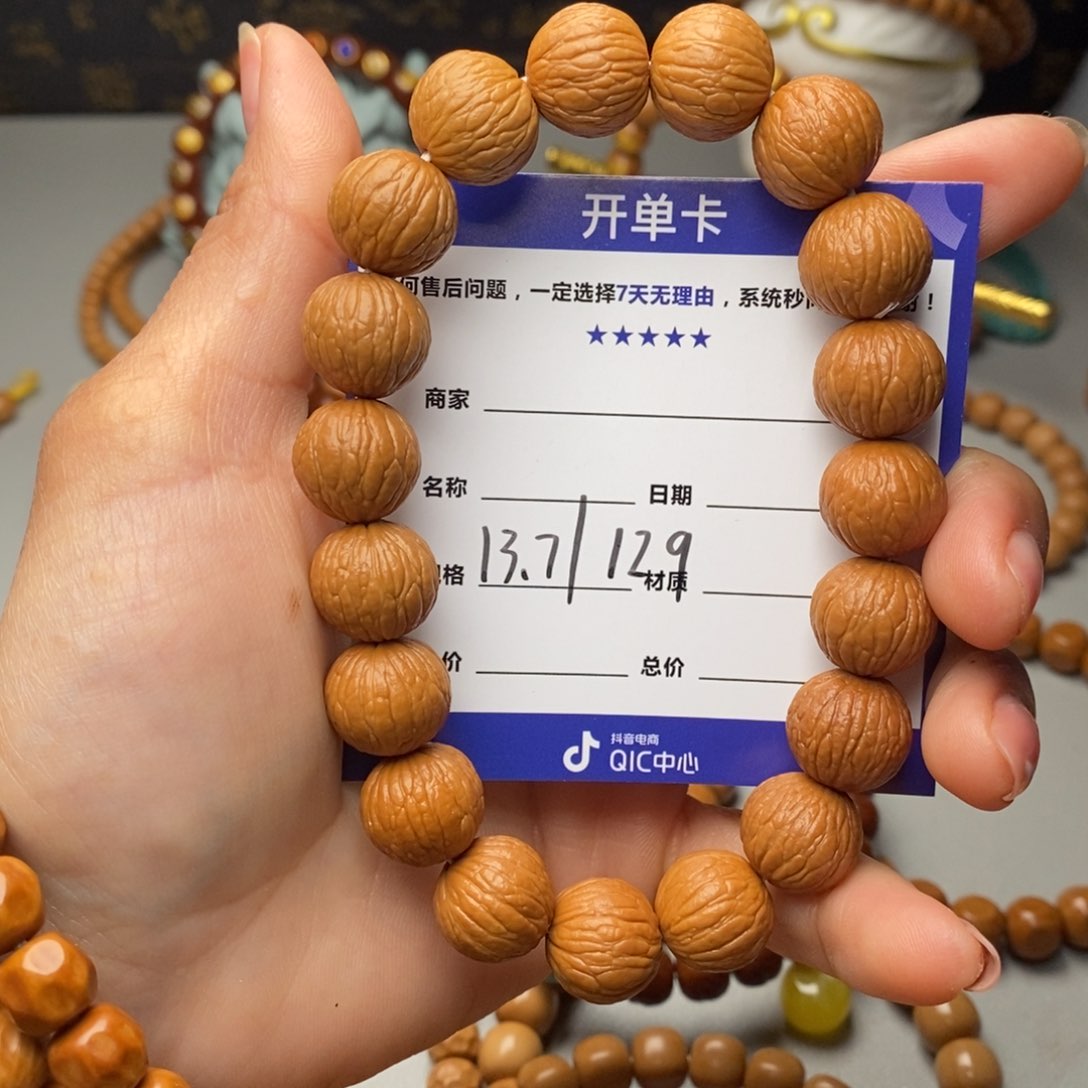 开单卡
何售后问题，一定选择7天无理由，系统秒
★★★★★
商家
名称 日期
格 13.7/129 材质
价 总价
抖音电商
QIC中心